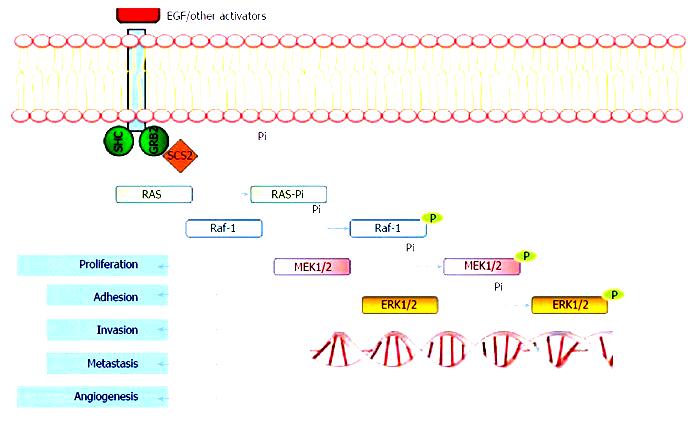 EGF/other activators
SHC
GRB2
SCS2
Pi
RAS
RAS-Pi
Pi
Raf-1
Raf-1
P
Pi
Proliferation
MEK1/2
MEK1/2
P
Pi
Adhesion
ERK1/2
ERK1/2
P
Invasion
Metastasis
Angiogenesis